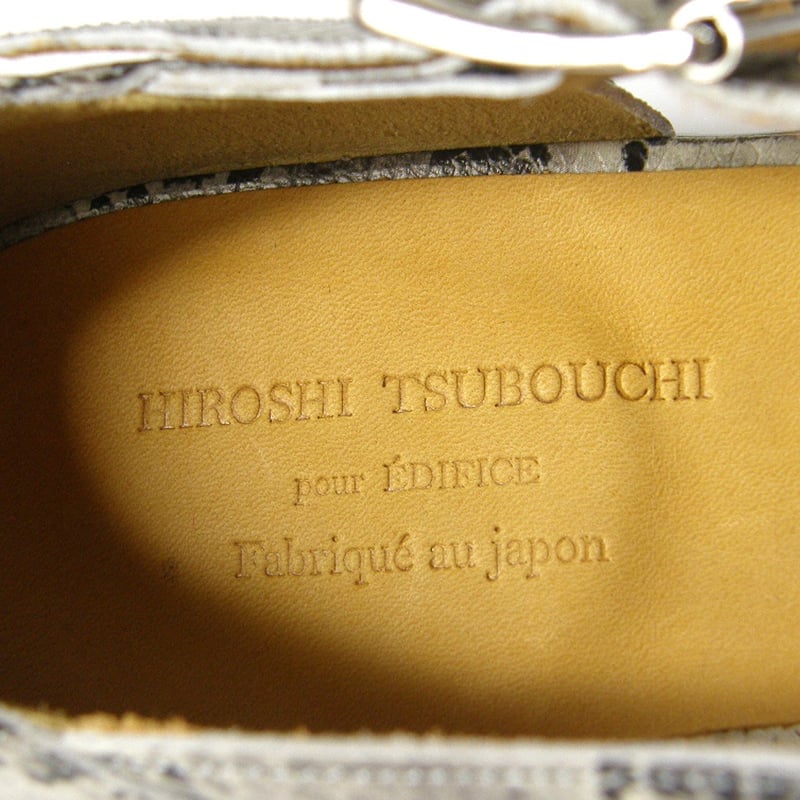 HIROSHI TSUBOUCHI
pour ÉDIFICE
Fabriqué au japon